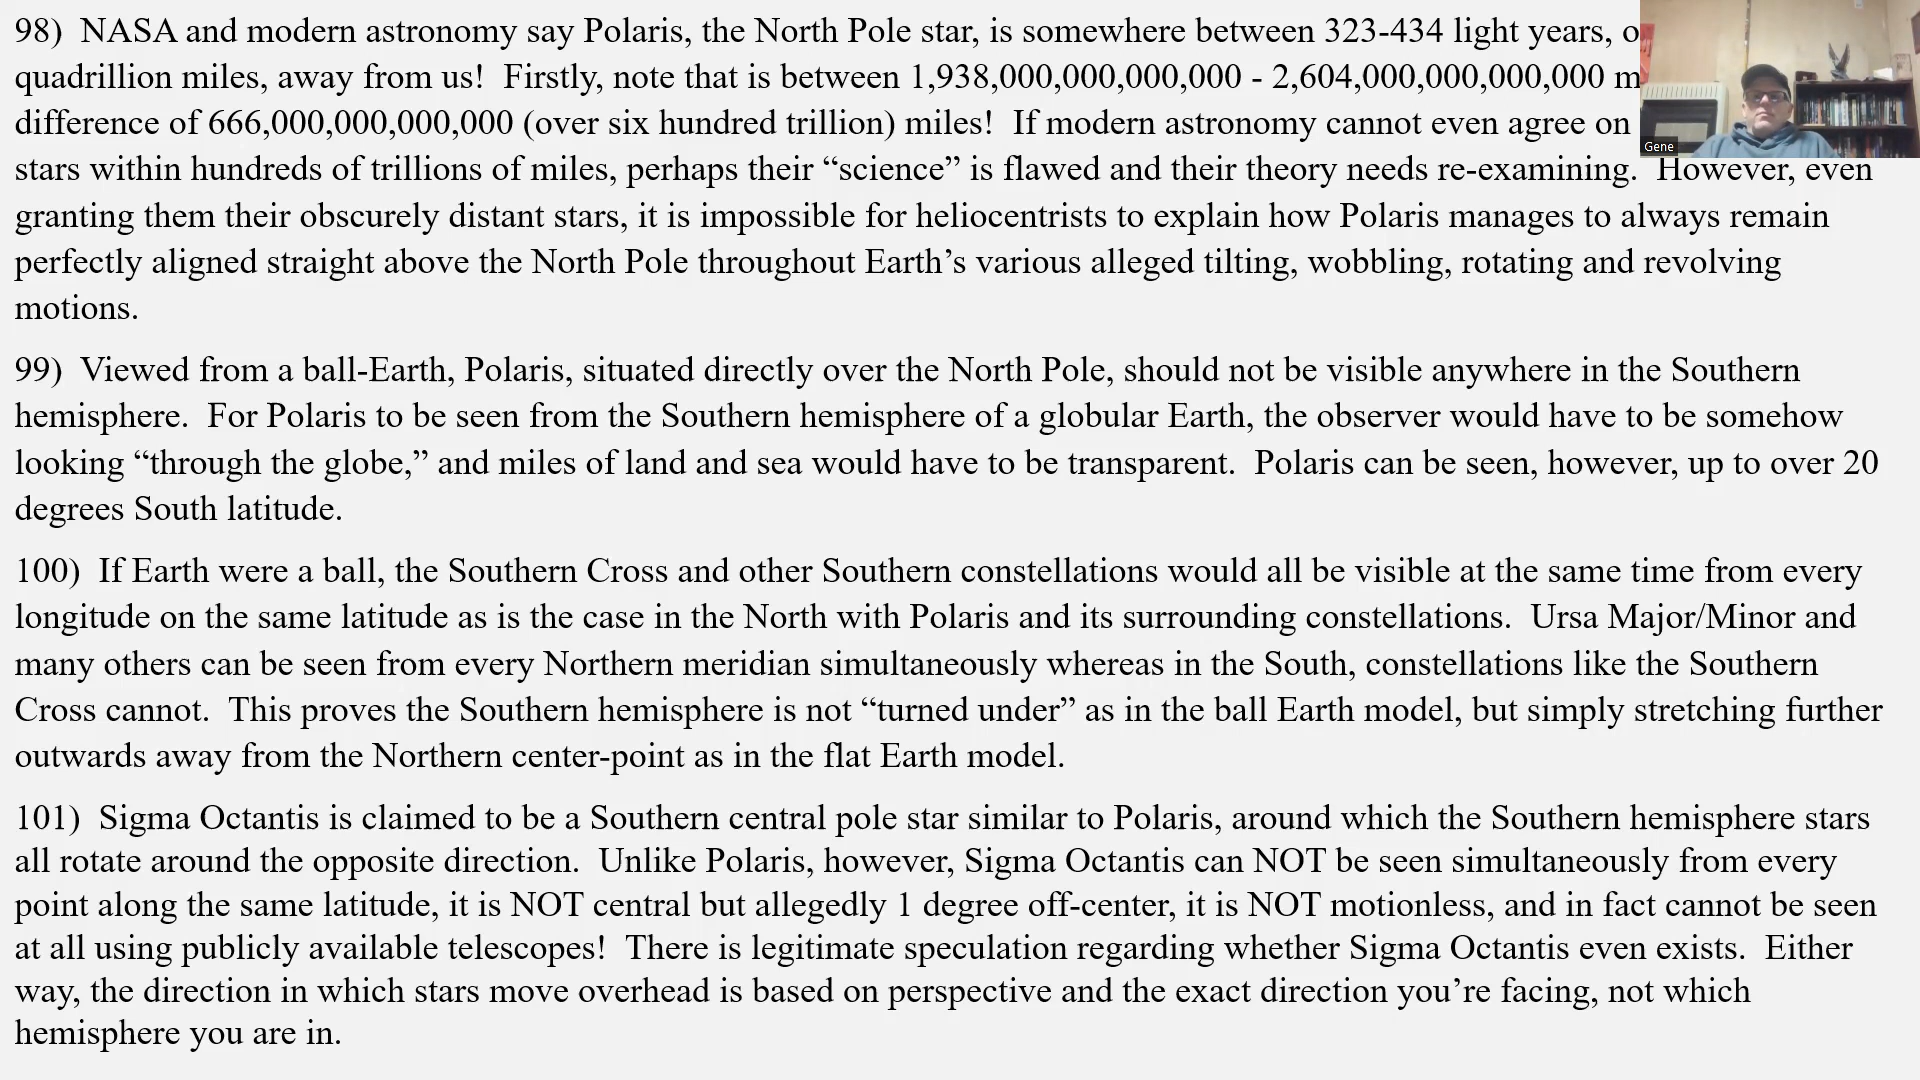 98)  NASA and modern astronomy say Polaris, the North Pole star, is somewhere between 323-434 light years, o
quadrillion miles, away from us!  Firstly, note that is between 1,938,000,000,000,000 - 2,604,000,000,000,000 m
difference of 666,000,000,000,000 (over six hundred trillion) miles!  If modern astronomy cannot even agree on
stars within hundreds of trillions of miles, perhaps their “science” is flawed and their theory needs re-examining.  However, even
granting them their obscurely distant stars, it is impossible for heliocentrists to explain how Polaris manages to always remain
perfectly aligned straight above the North Pole throughout Earth’s various alleged tilting, wobbling, rotating and revolving
motions.
99)  Viewed from a ball-Earth, Polaris, situated directly over the North Pole, should not be visible anywhere in the Southern
hemisphere.  For Polaris to be seen from the Southern hemisphere of a globular Earth, the observer would have to be somehow
looking “through the globe,” and miles of land and sea would have to be transparent.  Polaris can be seen, however, up to over 20
degrees South latitude.
100)  If Earth were a ball, the Southern Cross and other Southern constellations would all be visible at the same time from every
longitude on the same latitude as is the case in the North with Polaris and its surrounding constellations.  Ursa Major/Minor and
many others can be seen from every Northern meridian simultaneously whereas in the South, constellations like the Southern
Cross cannot.  This proves the Southern hemisphere is not “turned under” as in the ball Earth model, but simply stretching further
outwards away from the Northern center-point as in the flat Earth model.
101)  Sigma Octantis is claimed to be a Southern central pole star similar to Polaris, around which the Southern hemisphere stars
all rotate around the opposite direction.  Unlike Polaris, however, Sigma Octantis can NOT be seen simultaneously from every
point along the same latitude, it is NOT central but allegedly 1 degree off-center, it is NOT motionless, and in fact cannot be seen
at all using publicly available telescopes!  There is legitimate speculation regarding whether Sigma Octantis even exists.  Either
way, the direction in which stars move overhead is based on perspective and the exact direction you’re facing, not which
hemisphere you are in.
Gene